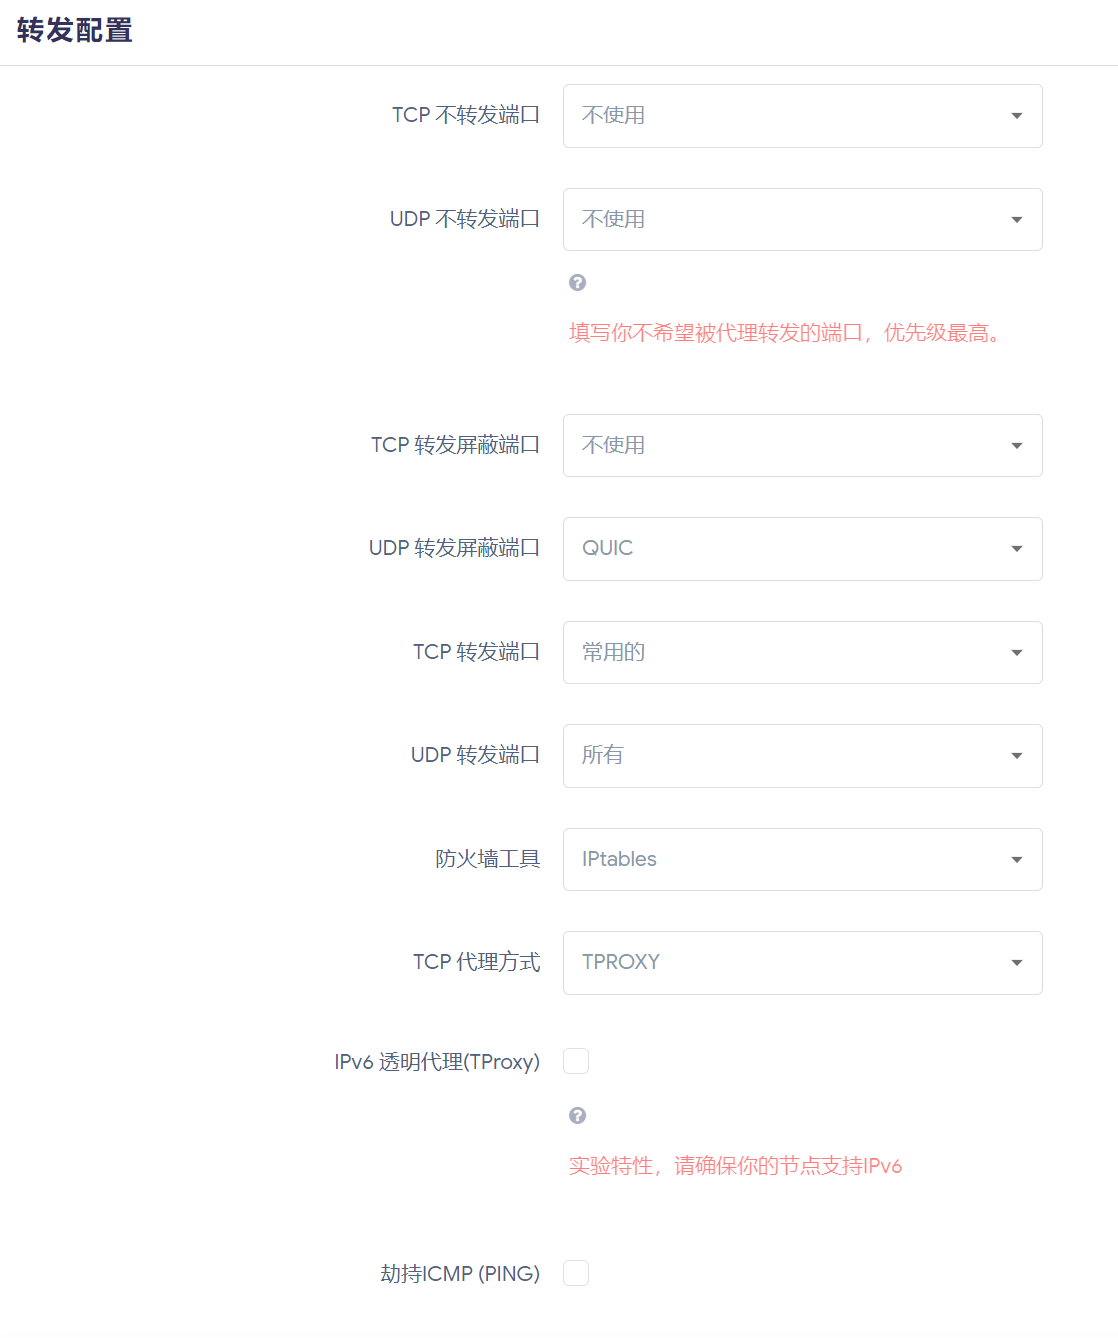 转发配置
TCP 不转发端口 不使用
UDP 不转发端口 不使用
填写你不希望被代理转发的端口，优先级最高。
TCP 转发屏蔽端口 不使用
UDP 转发屏蔽端口 QUIC
TCP 转发端口 常用的
UDP 转发端口 所有
防火墙工具 IPtables
TCP 代理方式 TPROXY
IPv6 透明代理(TProxy)
实验特性，请确保你的节点支持IPv6
劫持ICMP (PING)